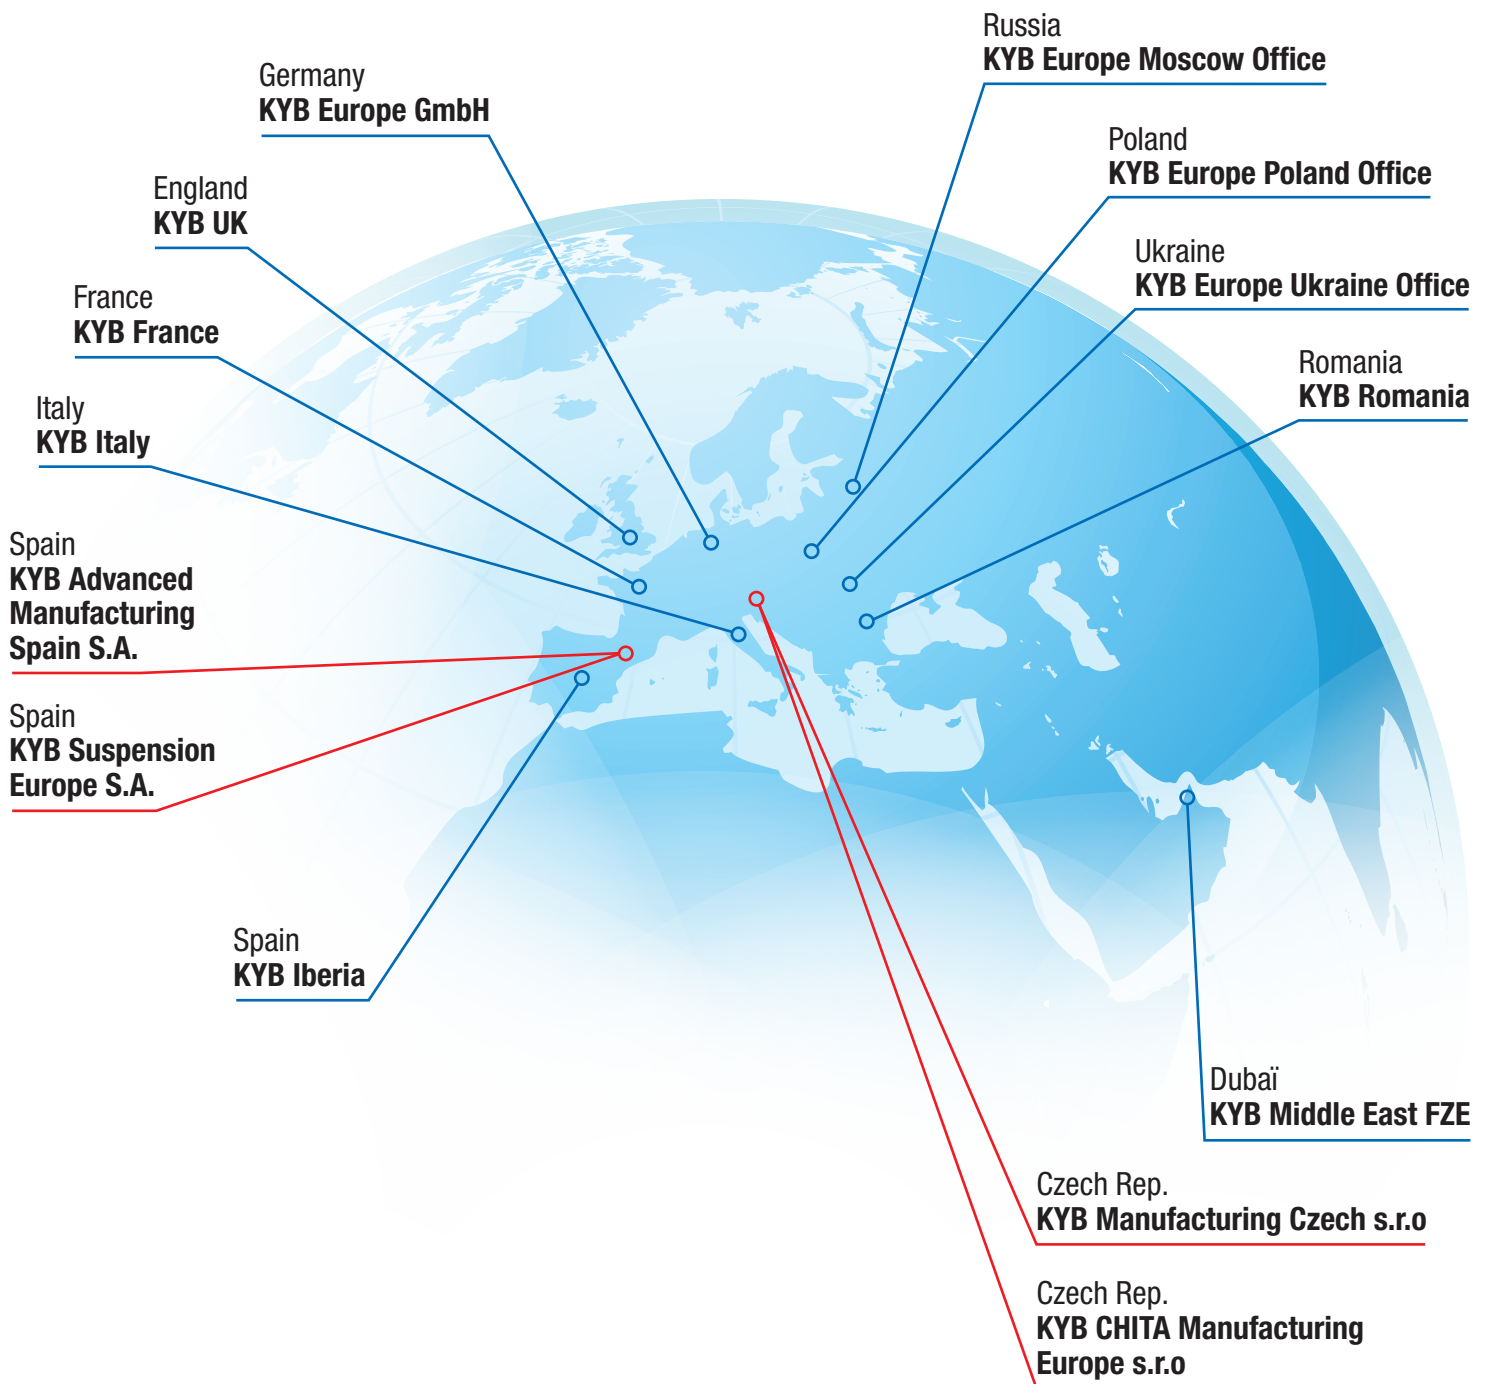 Russia
KYB Europe Moscow Office
Germany
KYB Europe GmbH
Poland
KYB Europe Poland Office
England
KYB UK
Ukraine
KYB Europe Ukraine Office
France
KYB France
Romania
KYB Romania
Italy
KYB Italy
Spain
KYB Advanced
Manufacturing
Spain S.A.
Spain
KYB Suspension
Europe S.A.
Spain
KYB Iberia
Dubaï
KYB Middle East FZE
Czech Rep.
KYB Manufacturing Czech s.r.o
Czech Rep.
KYB CHITA Manufacturing
Europe s.r.o